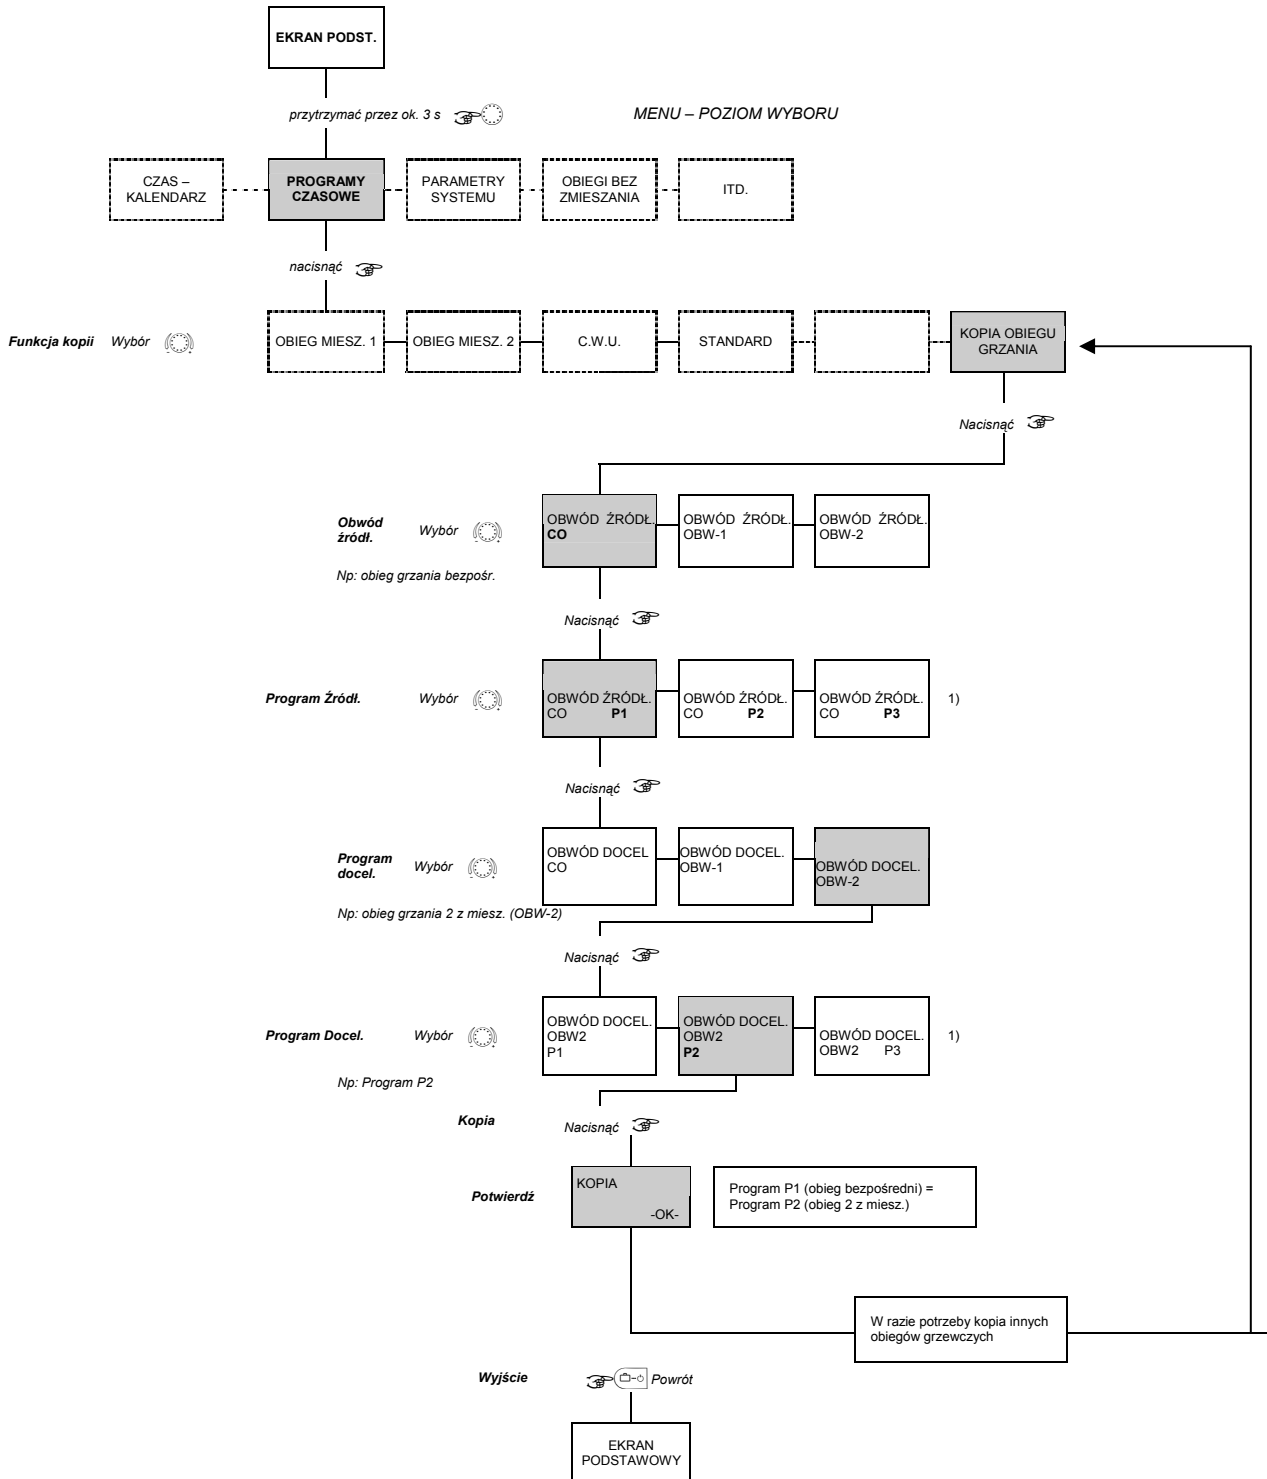 EKRAN PODST.
przytrzymać przez ok. 3 s
MENU – POZIOM WYBORU
CZAS –
KALENDARZ
PROGRAMY
CZASOWE
PARAMETRY
SYSTEMU
OBIEGI BEZ
ZMIESZANIA
ITD.
nacisnąć
Funkcja kopii Wybór
OBIEG MIESZ. 1
OBIEG MIESZ. 2
C.W.U.
STANDARD
KOPIA OBIEGU
GRZANIA
Nacisnąć
Obwód
źródł.
Wybór
OBWÓD ŹRÓDŁ.
CO
OBWÓD ŹRÓDŁ.
OBW-1
OBWÓD ŹRÓDŁ.
OBW-2
Np: obieg grzania bezpośr.
Nacisnąć
Program Źródł. Wybór
OBWÓD ŹRÓDŁ.
CO P1
OBWÓD ŹRÓDŁ.
CO P2
OBWÓD ŹRÓDŁ.
CO P3
1)
Nacisnąć
Program
docel.
Wybór
OBWÓD DOCEL
CO
OBWÓD DOCEL.
OBW-1
OBWÓD DOCEL.
OBW-2
Np: obieg grzania 2 z miesz. (OBW-2)
Nacisnąć
Program Docel. Wybór
OBWÓD DOCEL.
OBW2
P1
OBWÓD DOCEL.
OBW2
P2
OBWÓD DOCEL.
OBW2 P3
1)
Np: Program P2
Kopia
Nacisnąć
Potwierdź
KOPIA
-OK-
Program P1 (obieg bezpośredni) =
Program P2 (obieg 2 z miesz.)
W razie potrzeby kopia innych
obiegów grzewczych
Wyjście
Powrót
EKRAN
PODSTAWOWY